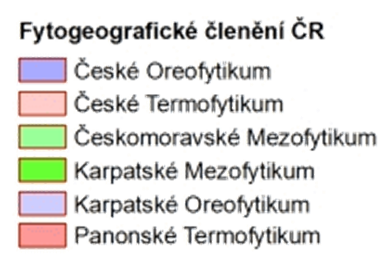 Fytogeografické členění ČR
České Oreofytikum
České Termofytikum
Českomoravské Mezofytikum
Karpatské Mezofytikum
Karpatské Oreofytikum
Panonské Termofytikum